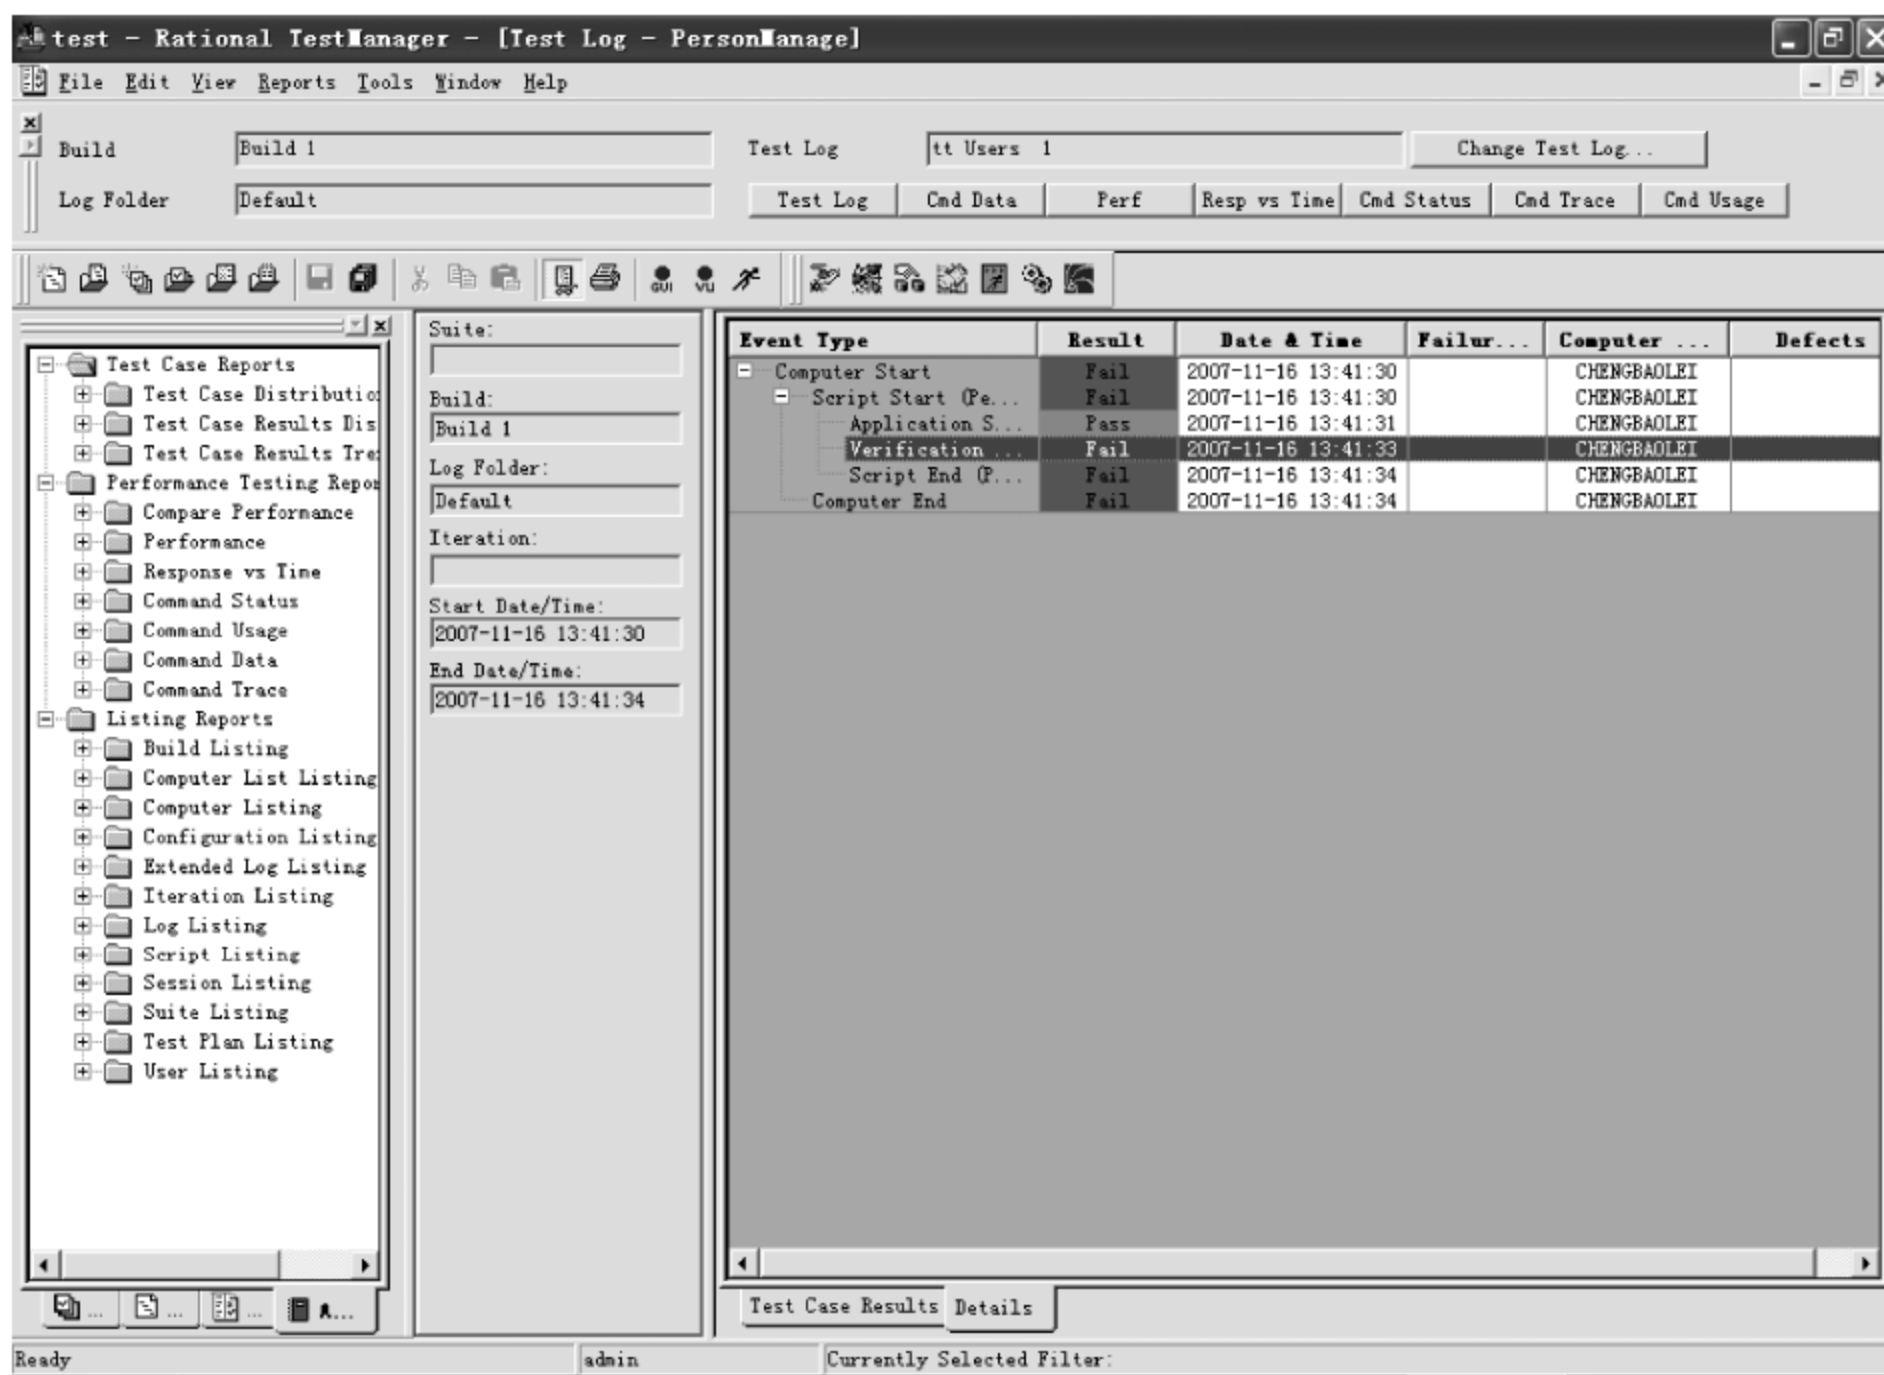 test - Rational TestManager - [Test Log - PersonManage]
File Edit View Reports Tools Window Help
Build Build 1 Test Log tt Users 1 Change Test Log...
Log Folder Default Test Log Cmd Data Perf Resp vs Time Cmd Status Cmd Trace Cmd Usage
GUI VU
Test Case Reports
Test Case Distributio
Test Case Results Dis
Test Case Results Tre
Performance Testing Repor
Compare Performance
Performance
Response vs Time
Command Status
Command Usage
Command Data
Command Trace
Listing Reports
Build Listing
Computer List Listing
Computer Listing
Configuration Listing
Extended Log Listing
Iteration Listing
Log Listing
Script Listing
Session Listing
Suite Listing
Test Plan Listing
User Listing
... ... ... A...
Suite:
Build:
Build 1
Log Folder:
Default
Iteration:
Start Date/Time:
2007-11-16 13:41:30
End Date/Time:
2007-11-16 13:41:34
Event Type Result Date & Time Failur... Computer ... Defects
Computer Start Fail 2007-11-16 13:41:30 CHENGBAOLEI
Script Start (Pe... Fail 2007-11-16 13:41:30 CHENGBAOLEI
Application S... Pass 2007-11-16 13:41:31 CHENGBAOLEI
Verification ... Fail 2007-11-16 13:41:33 CHENGBAOLEI
Script End (P... Fail 2007-11-16 13:41:34 CHENGBAOLEI
Computer End Fail 2007-11-16 13:41:34 CHENGBAOLEI
Test Case Results Details
Ready admin Currently Selected Filter: